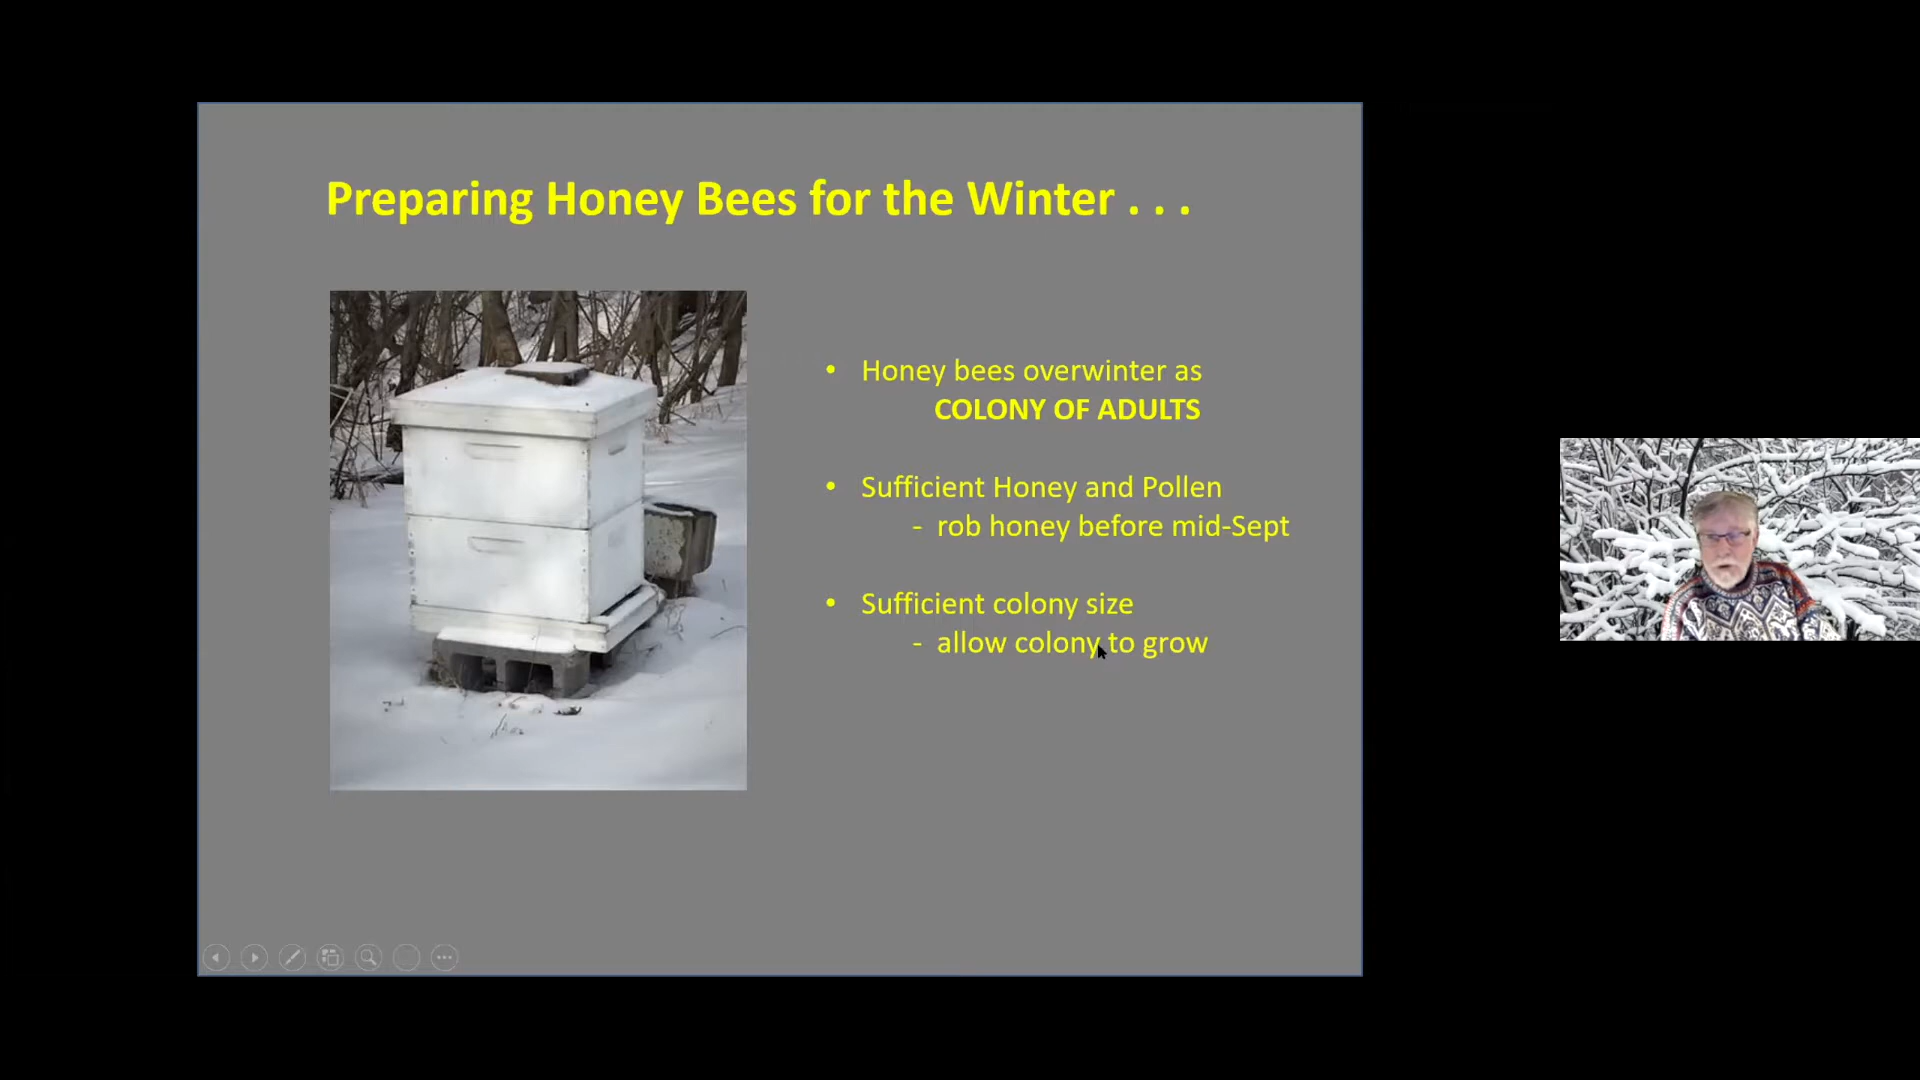 Preparing Honey Bees for the Winter . . .
• Honey bees overwinter as
COLONY OF ADULTS
• Sufficient Honey and Pollen
- rob honey before mid-Sept
• Sufficient colony size
- allow colony to grow